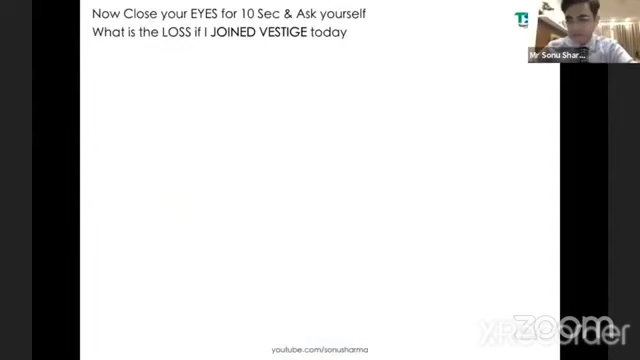 Now Close your EYES for 10 Sec & Ask yourself
What is the LOSS if I JOINED VESTIGE today
Mr Sonu Shar...
zoom
XRecorder
youtube.com/sonusharma